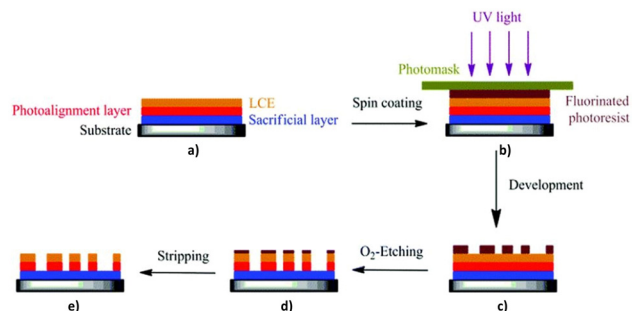 UV light
Photomask
Photoalignment layer
LCE
Substrate
Sacrificial layer
a)
Spin coating
Fluorinated
photoresist
b)
Development
Stripping
O2-Etching
e)
d)
c)